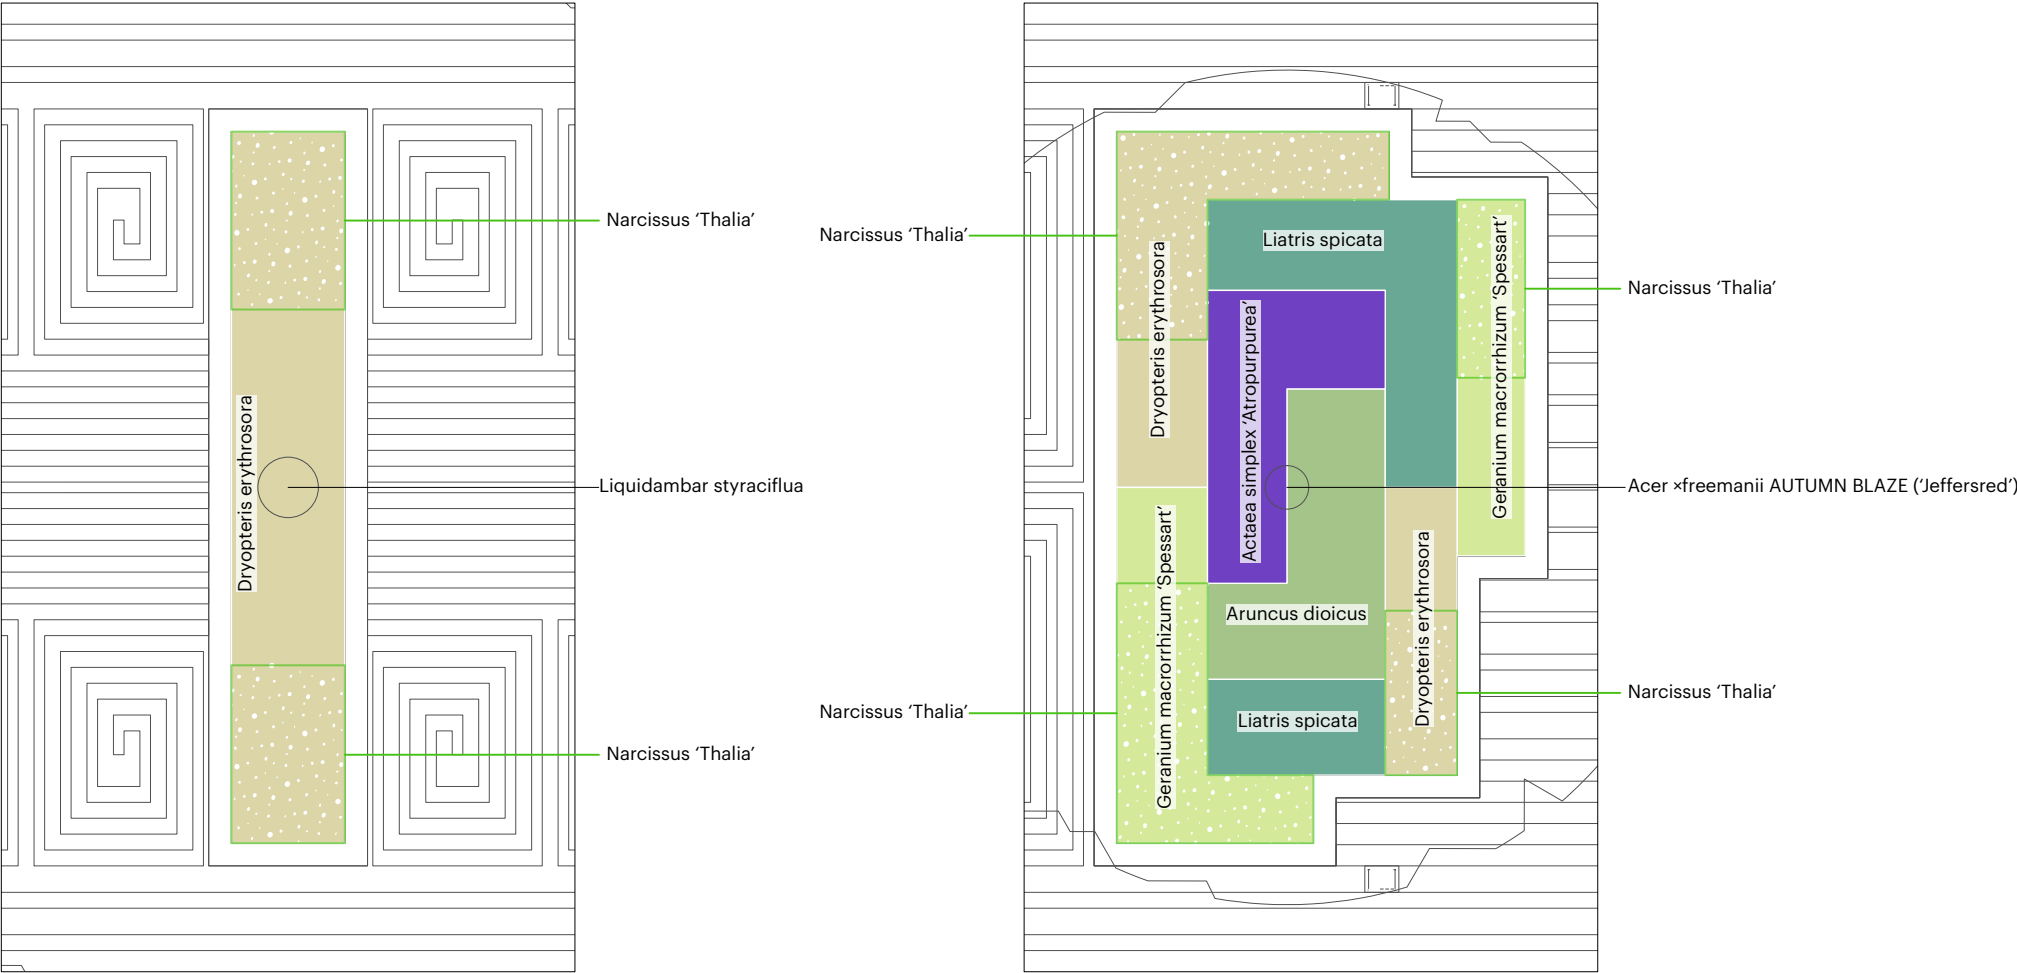 Narcissus ‘Thalia’
Dryopteris erythrosora
Liquidambar styraciflua
Narcissus ‘Thalia’
Narcissus ‘Thalia’
Liatris spicata
Dryopteris erythrosora
Geranium macrorrhizum ‘Spessart’
Narcissus ‘Thalia’
Actaea simplex ‘Atropurpurea’
Acer ×freemanii AUTUMN BLAZE (‘Jeffersred’)
Geranium macrorrhizum ‘Spessart’
Aruncus dioicus
Dryopteris erythrosora
Narcissus ‘Thalia’
Narcissus ‘Thalia’
Liatris spicata